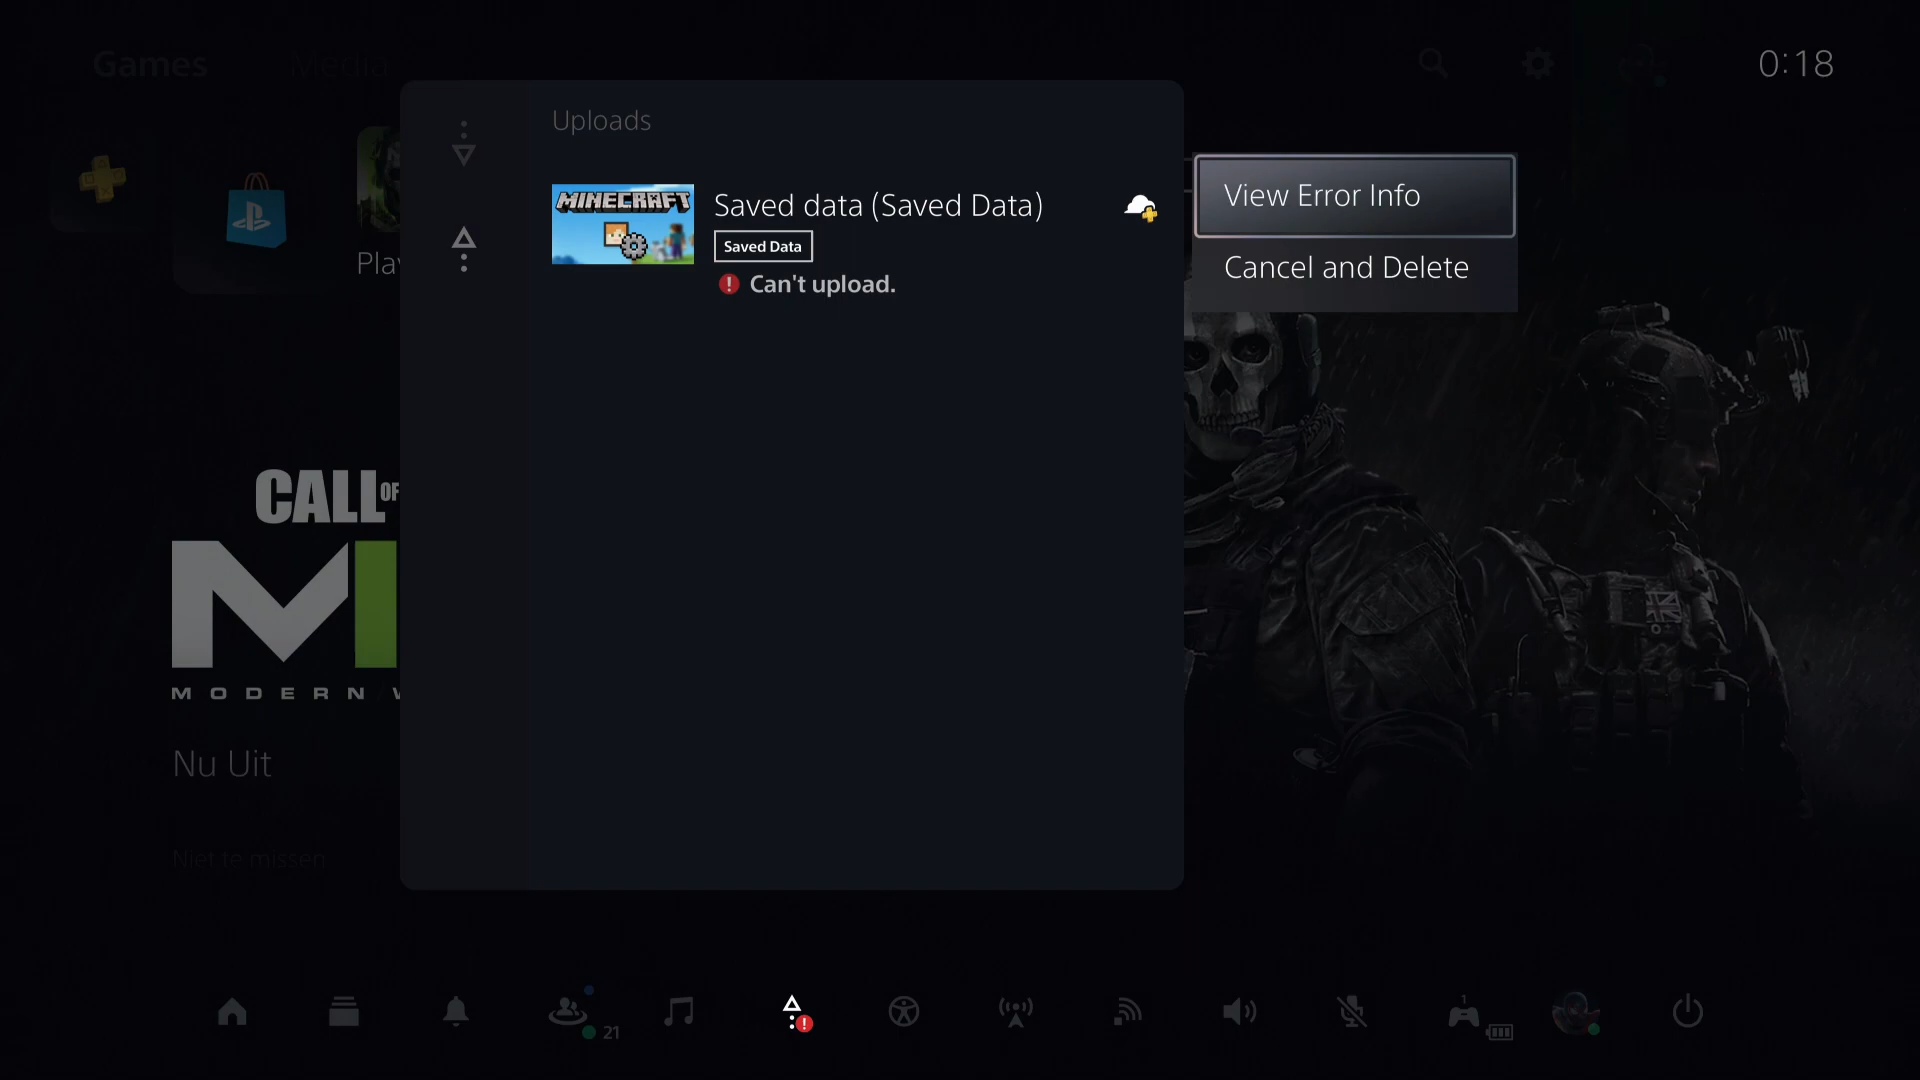 Games
Media
0:18
Uploads
MINECRAFT
Saved data (Saved Data)
Saved Data
Can't upload.
View Error Info
Cancel and Delete
Play
CALL OF
M
MODERN
Nu Uit
Niet te missen
21
1